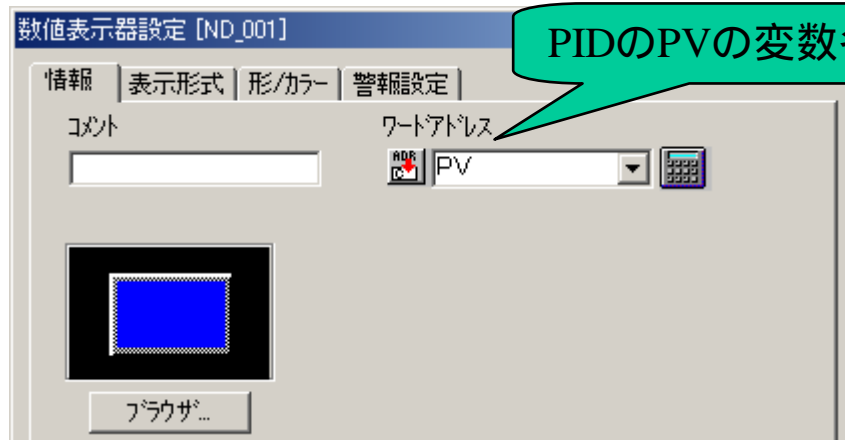 数値表示器設定 [ND_001]
PIDのPVの変数
情報 表示形式 形/カラー 警報設定
コメント ワードアドレス
ADR
PV
ブラウザ...